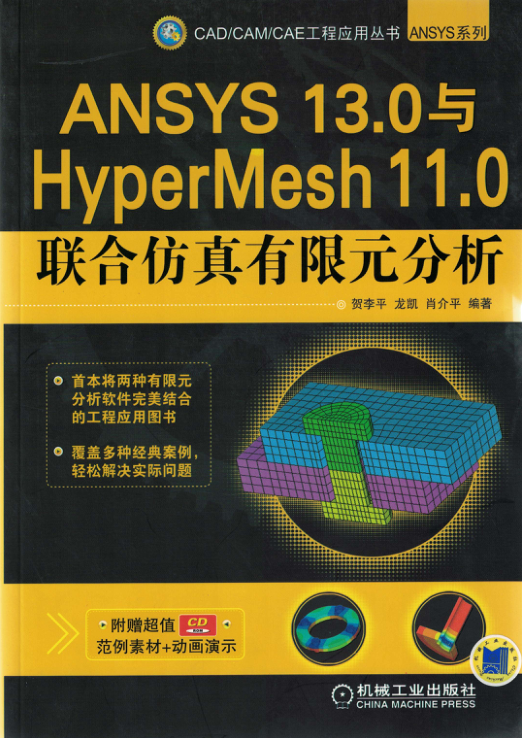 CAD/CAM/CAE工程应用丛书 ANSYS系列
ANSYS 13.0与
HyperMesh 11.0
联合仿真有限元分析
贺李平 龙凯 肖介平 编著
首本将两种有限元
分析软件完美结合
的工程应用图书
覆盖多种经典案例，
轻松解决实际问题
附赠超值 CD
范例素材+动画演示
机械工业出版社
CHINA MACHINE PRESS